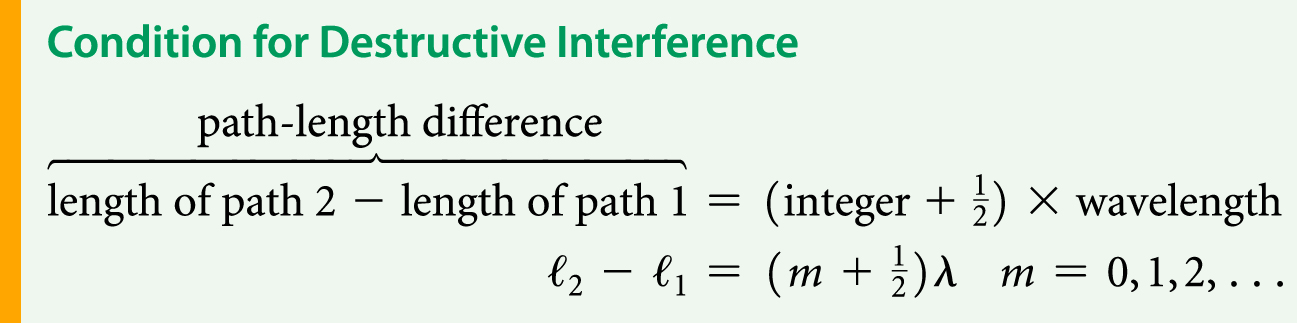 Condition for Destructive Interference
path-length difference
length of path 2 − length of path 1 = (integer + ½) × wavelength
ℓ₂ − ℓ₁ = (m + ½)λ m = 0, 1, 2, . . .